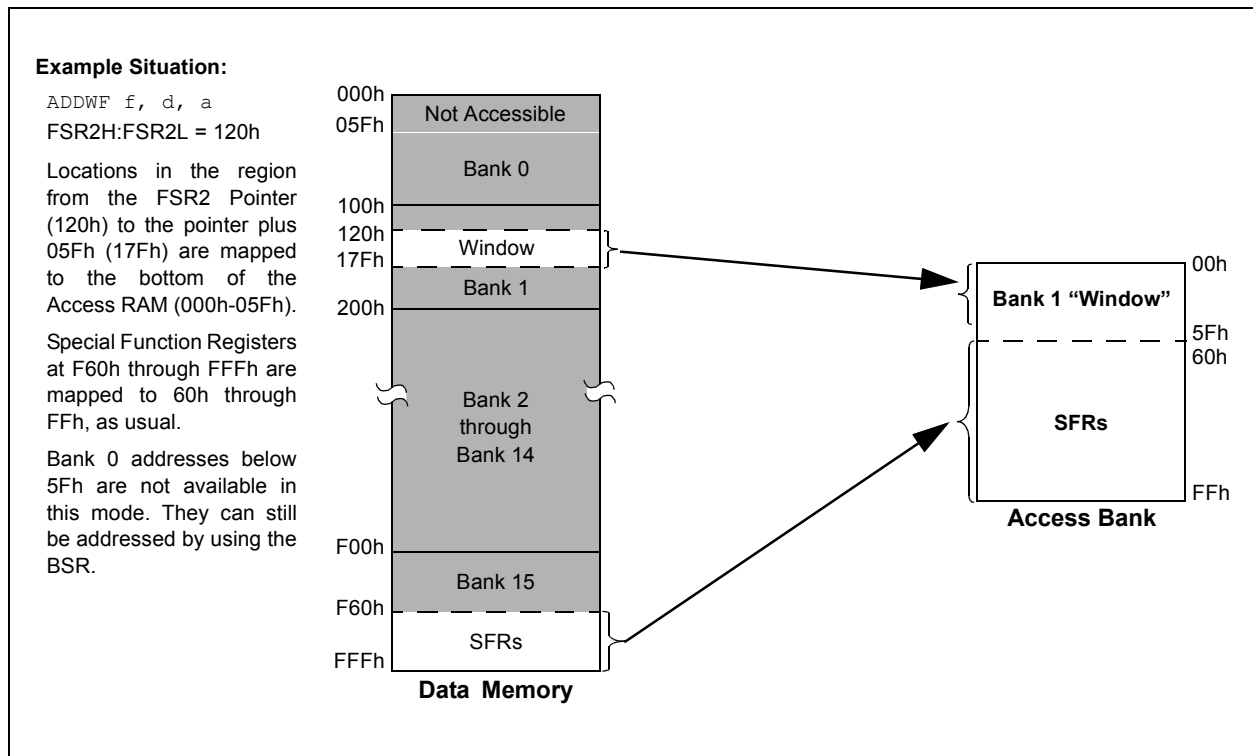 Example Situation:
ADDWF f, d, a
FSR2H:FSR2L = 120h
Locations in the region
from the FSR2 Pointer
(120h) to the pointer plus
05Fh (17Fh) are mapped
to the bottom of the
Access RAM (000h-05Fh).
Special Function Registers
at F60h through FFFh are
mapped to 60h through
FFh, as usual.
Bank 0 addresses below
5Fh are not available in
this mode. They can still
be addressed by using the
BSR.
000h
05Fh
100h
120h
17Fh
200h
F00h
F60h
FFFh
Not Accessible
Bank 0
Window
Bank 1
Bank 2
through
Bank 14
Bank 15
SFRs
Data Memory
00h
Bank 1 “Window”
5Fh
60h
SFRs
FFh
Access Bank